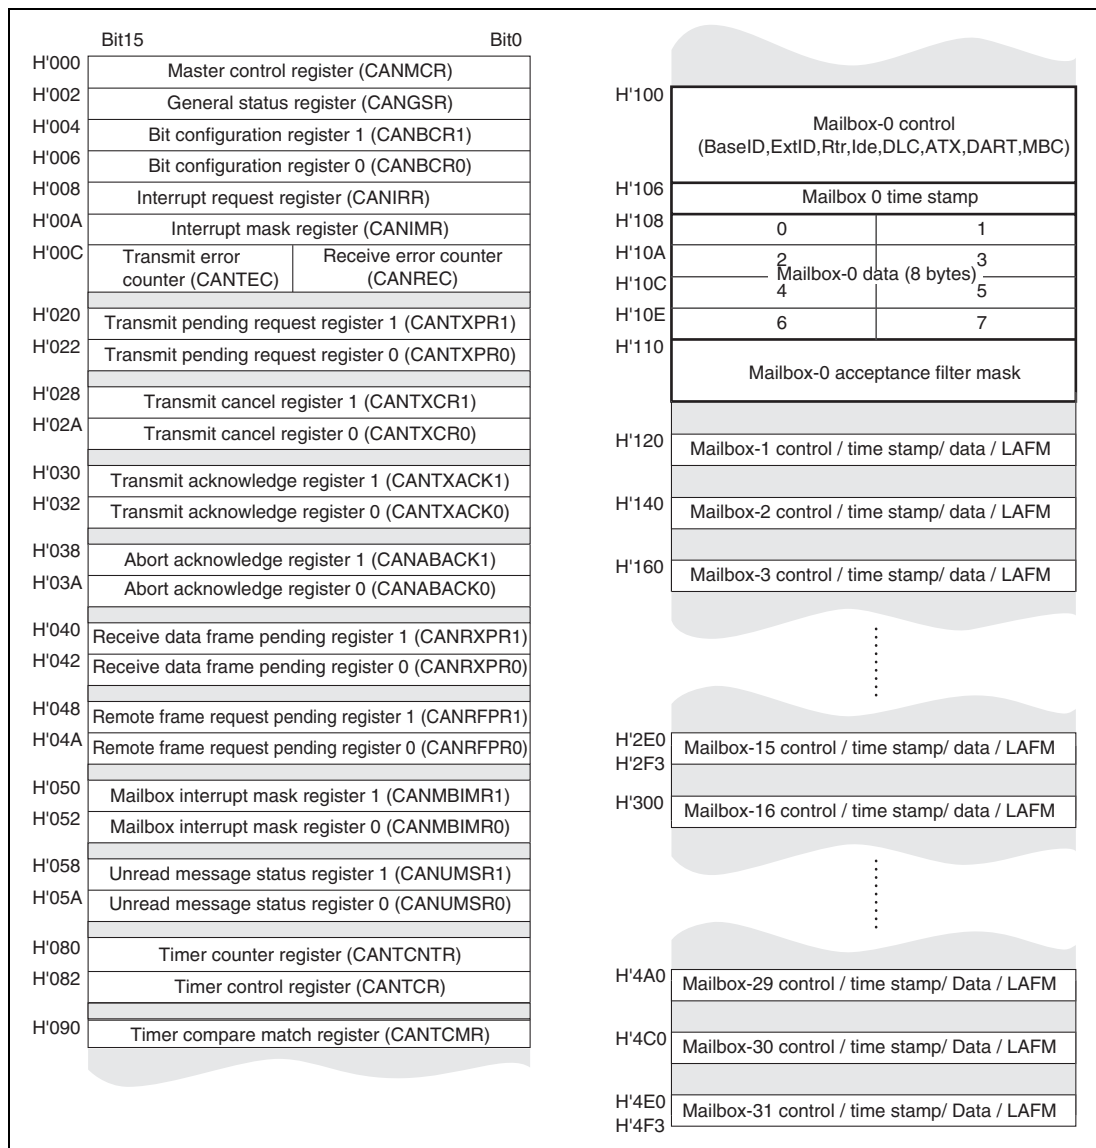 Bit15 Bit0
H'000 Master control register (CANMCR)
H'002 General status register (CANGSR)
H'004 Bit configuration register 1 (CANBCR1)
H'006 Bit configuration register 0 (CANBCR0)
H'008 Interrupt request register (CANIRR)
H'00A Interrupt mask register (CANIMR)
H'00C Transmit error counter (CANTEC) Receive error counter (CANREC)
H'020 Transmit pending request register 1 (CANTXPR1)
H'022 Transmit pending request register 0 (CANTXPR0)
H'028 Transmit cancel register 1 (CANTXCR1)
H'02A Transmit cancel register 0 (CANTXCR0)
H'030 Transmit acknowledge register 1 (CANTXACK1)
H'032 Transmit acknowledge register 0 (CANTXACK0)
H'038 Abort acknowledge register 1 (CANABACK1)
H'03A Abort acknowledge register 0 (CANABACK0)
H'040 Receive data frame pending register 1 (CANRXPR1)
H'042 Receive data frame pending register 0 (CANRXPR0)
H'048 Remote frame request pending register 1 (CANRFPR1)
H'04A Remote frame request pending register 0 (CANRFPR0)
H'050 Mailbox interrupt mask register 1 (CANMBIMR1)
H'052 Mailbox interrupt mask register 0 (CANMBIMR0)
H'058 Unread message status register 1 (CANUMSR1)
H'05A Unread message status register 0 (CANUMSR0)
H'080 Timer counter register (CANTCNTR)
H'082 Timer control register (CANTCR)
H'090 Timer compare match register (CANTCMR)
H'100 Mailbox-0 control
(BaseID,ExtID,Rtr,Ide,DLC,ATX,DART,MBC)
H'106 Mailbox 0 time stamp
H'108 0 1
H'10A 2 3
Mailbox-0 data (8 bytes)
H'10C 4 5
H'10E 6 7
H'110 Mailbox-0 acceptance filter mask
H'120 Mailbox-1 control / time stamp/ data / LAFM
H'140 Mailbox-2 control / time stamp/ data / LAFM
H'160 Mailbox-3 control / time stamp/ data / LAFM
H'2E0 Mailbox-15 control / time stamp/ data / LAFM
H'2F3
H'300 Mailbox-16 control / time stamp/ data / LAFM
H'4A0 Mailbox-29 control / time stamp/ Data / LAFM
H'4C0 Mailbox-30 control / time stamp/ Data / LAFM
H'4E0 Mailbox-31 control / time stamp/ Data / LAFM
H'4F3